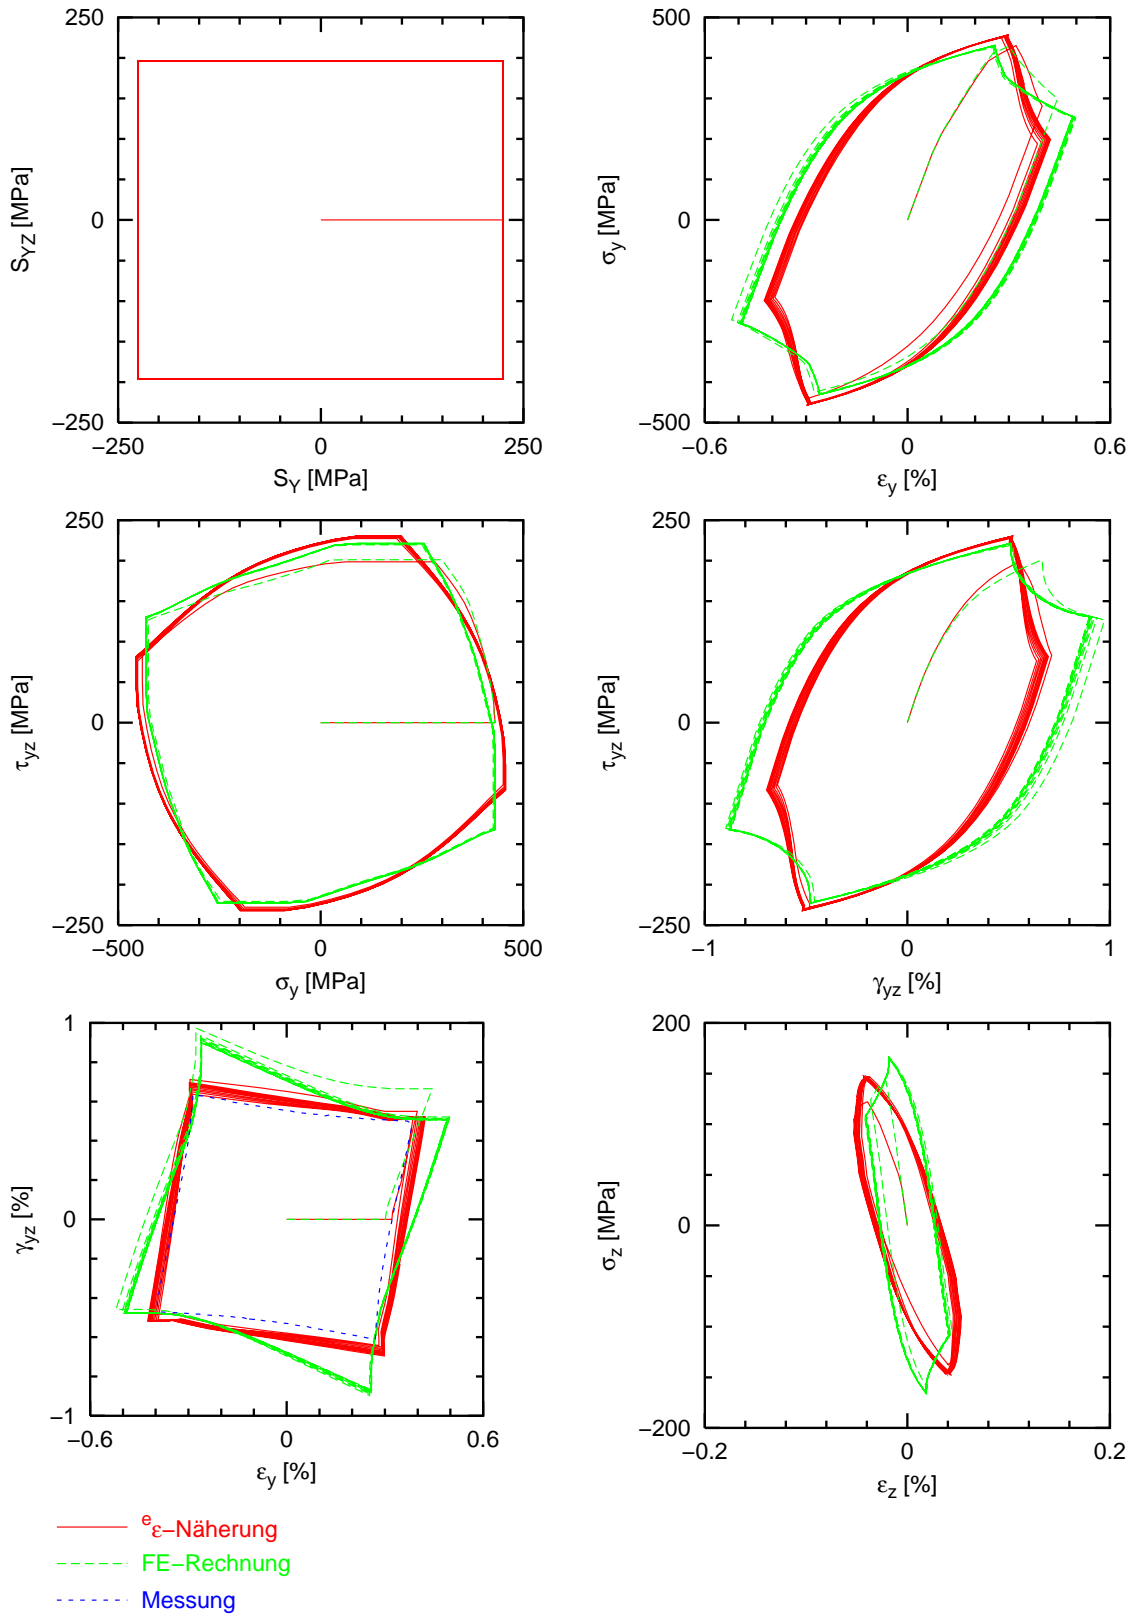 250
0
−250
−250
0
250
S_YZ [MPa]
S_Y [MPa]
500
0
−500
−0.6
0
0.6
σ_y [MPa]
ε_y [%]
250
0
−250
−500
0
500
τ_yz [MPa]
σ_y [MPa]
250
0
−250
−1
0
1
τ_yz [MPa]
γ_yz [%]
1
0
−1
−0.6
0
0.6
γ_yz [%]
ε_y [%]
200
0
−200
−0.2
0
0.2
σ_z [MPa]
ε_z [%]
^e ε−Näherung
FE−Rechnung
Messung